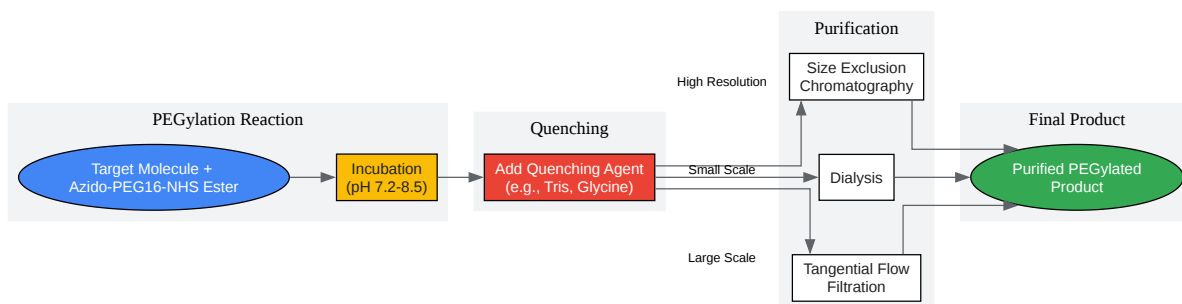 PEGylation Reaction
Target Molecule +
Azido-PEG16-NHS Ester
Incubation
(pH 7.2-8.5)
Quenching
Add Quenching Agent
(e.g., Tris, Glycine)
High Resolution
Small Scale
Large Scale
Purification
Size Exclusion
Chromatography
Dialysis
Tangential Flow
Filtration
Final Product
Purified PEGylated
Product